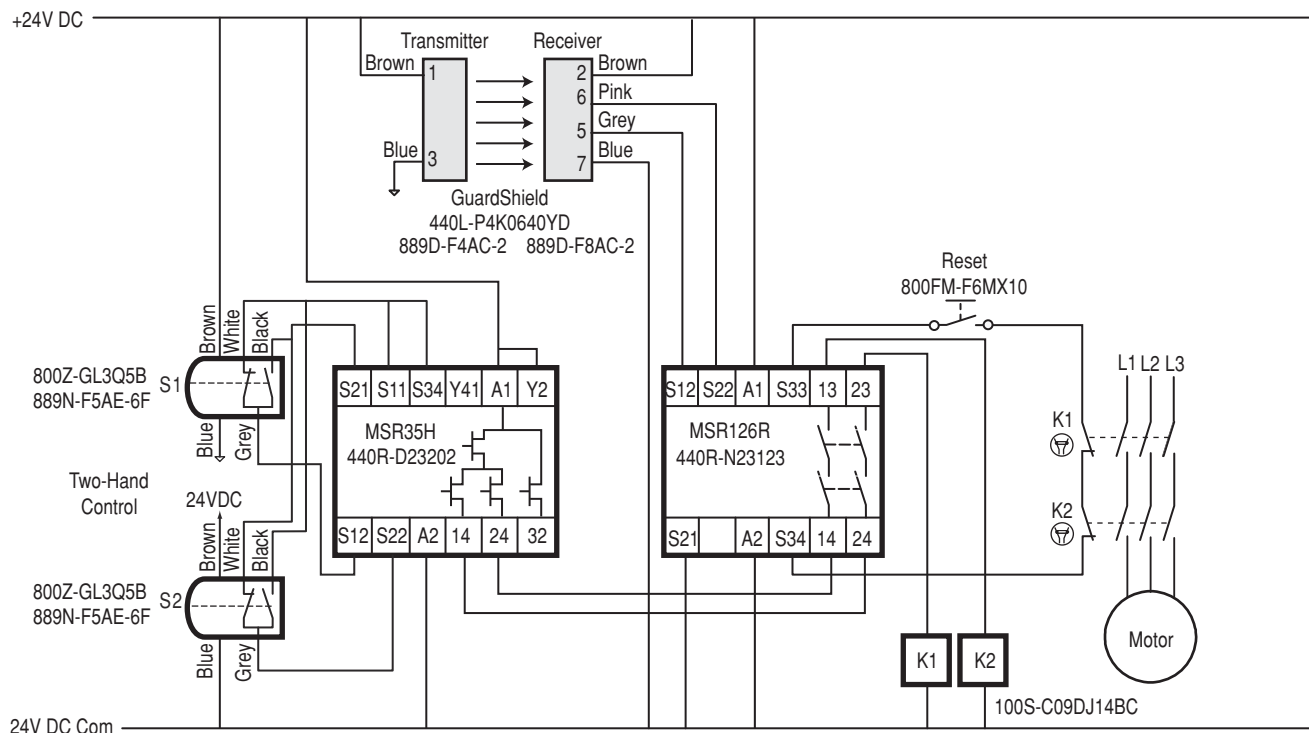 +24V DC
Transmitter Receiver
Brown 1 2 Brown
6 Pink
5 Grey
Blue 3 7 Blue
GuardShield
440L-P4K0640YD
889D-F4AC-2 889D-F8AC-2
Reset
800FM-F6MX10
Brown
White
Black
800Z-GL3Q5B
889N-F5AE-6F
S1
Blue
Grey
S21 S11 S34 Y41 A1 Y2
MSR35H
440R-D23202
S12 S22 A2 14 24 32
S12 S22 A1 S33 13 23
MSR126R
440R-N23123
S21 A2 S34 14 24
L1 L2 L3
K1
K2
Two-Hand
Control
24VDC
Brown
White
Black
800Z-GL3Q5B
889N-F5AE-6F
S2
Blue
Grey
K1 K2
Motor
100S-C09DJ14BC
24V DC Com